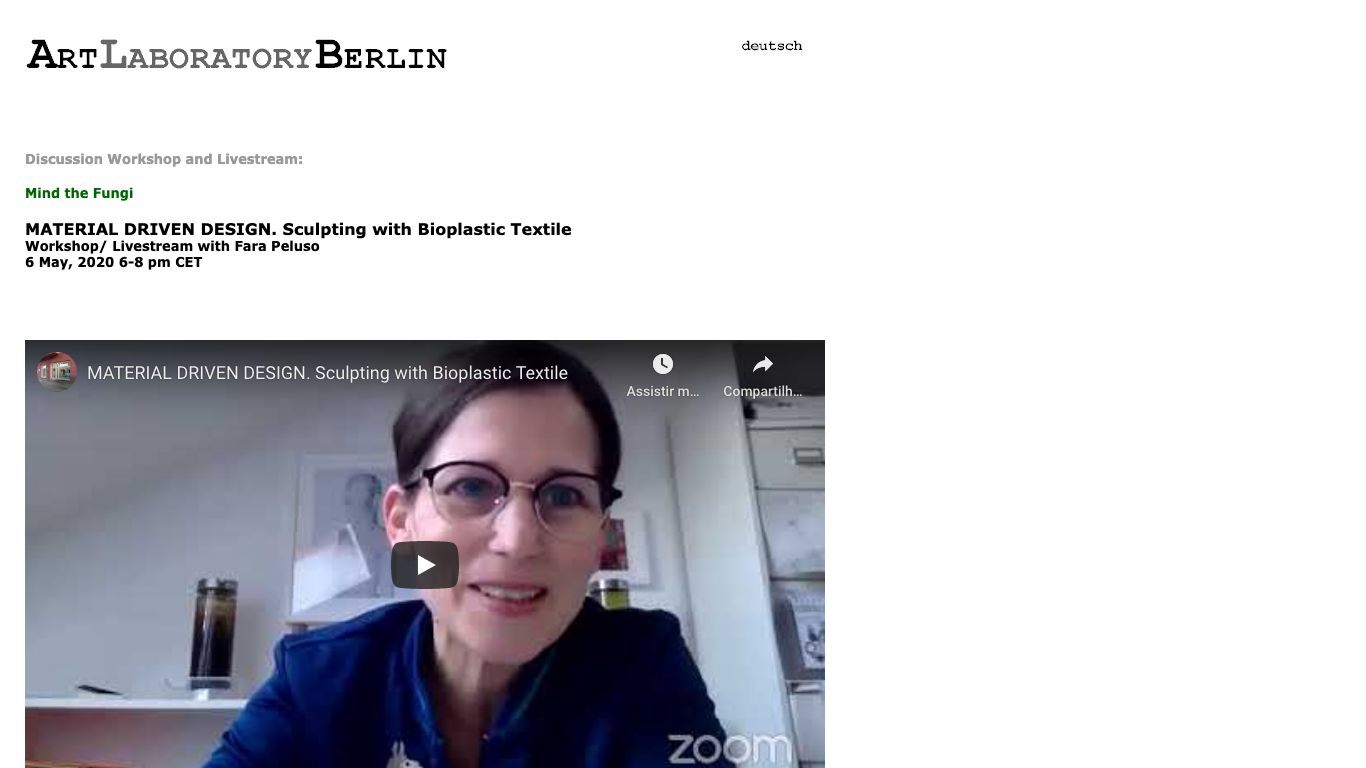 ArtLaboratoryBerlin
deutsch
Discussion Workshop and Livestream:
Mind the Fungi
MATERIAL DRIVEN DESIGN. Sculpting with Bioplastic Textile
Workshop/ Livestream with Fara Peluso
6 May, 2020 6-8 pm CET
MATERIAL DRIVEN DESIGN. Sculpting with Bioplastic Textile
Assistir m...
Compartilh...
zoom